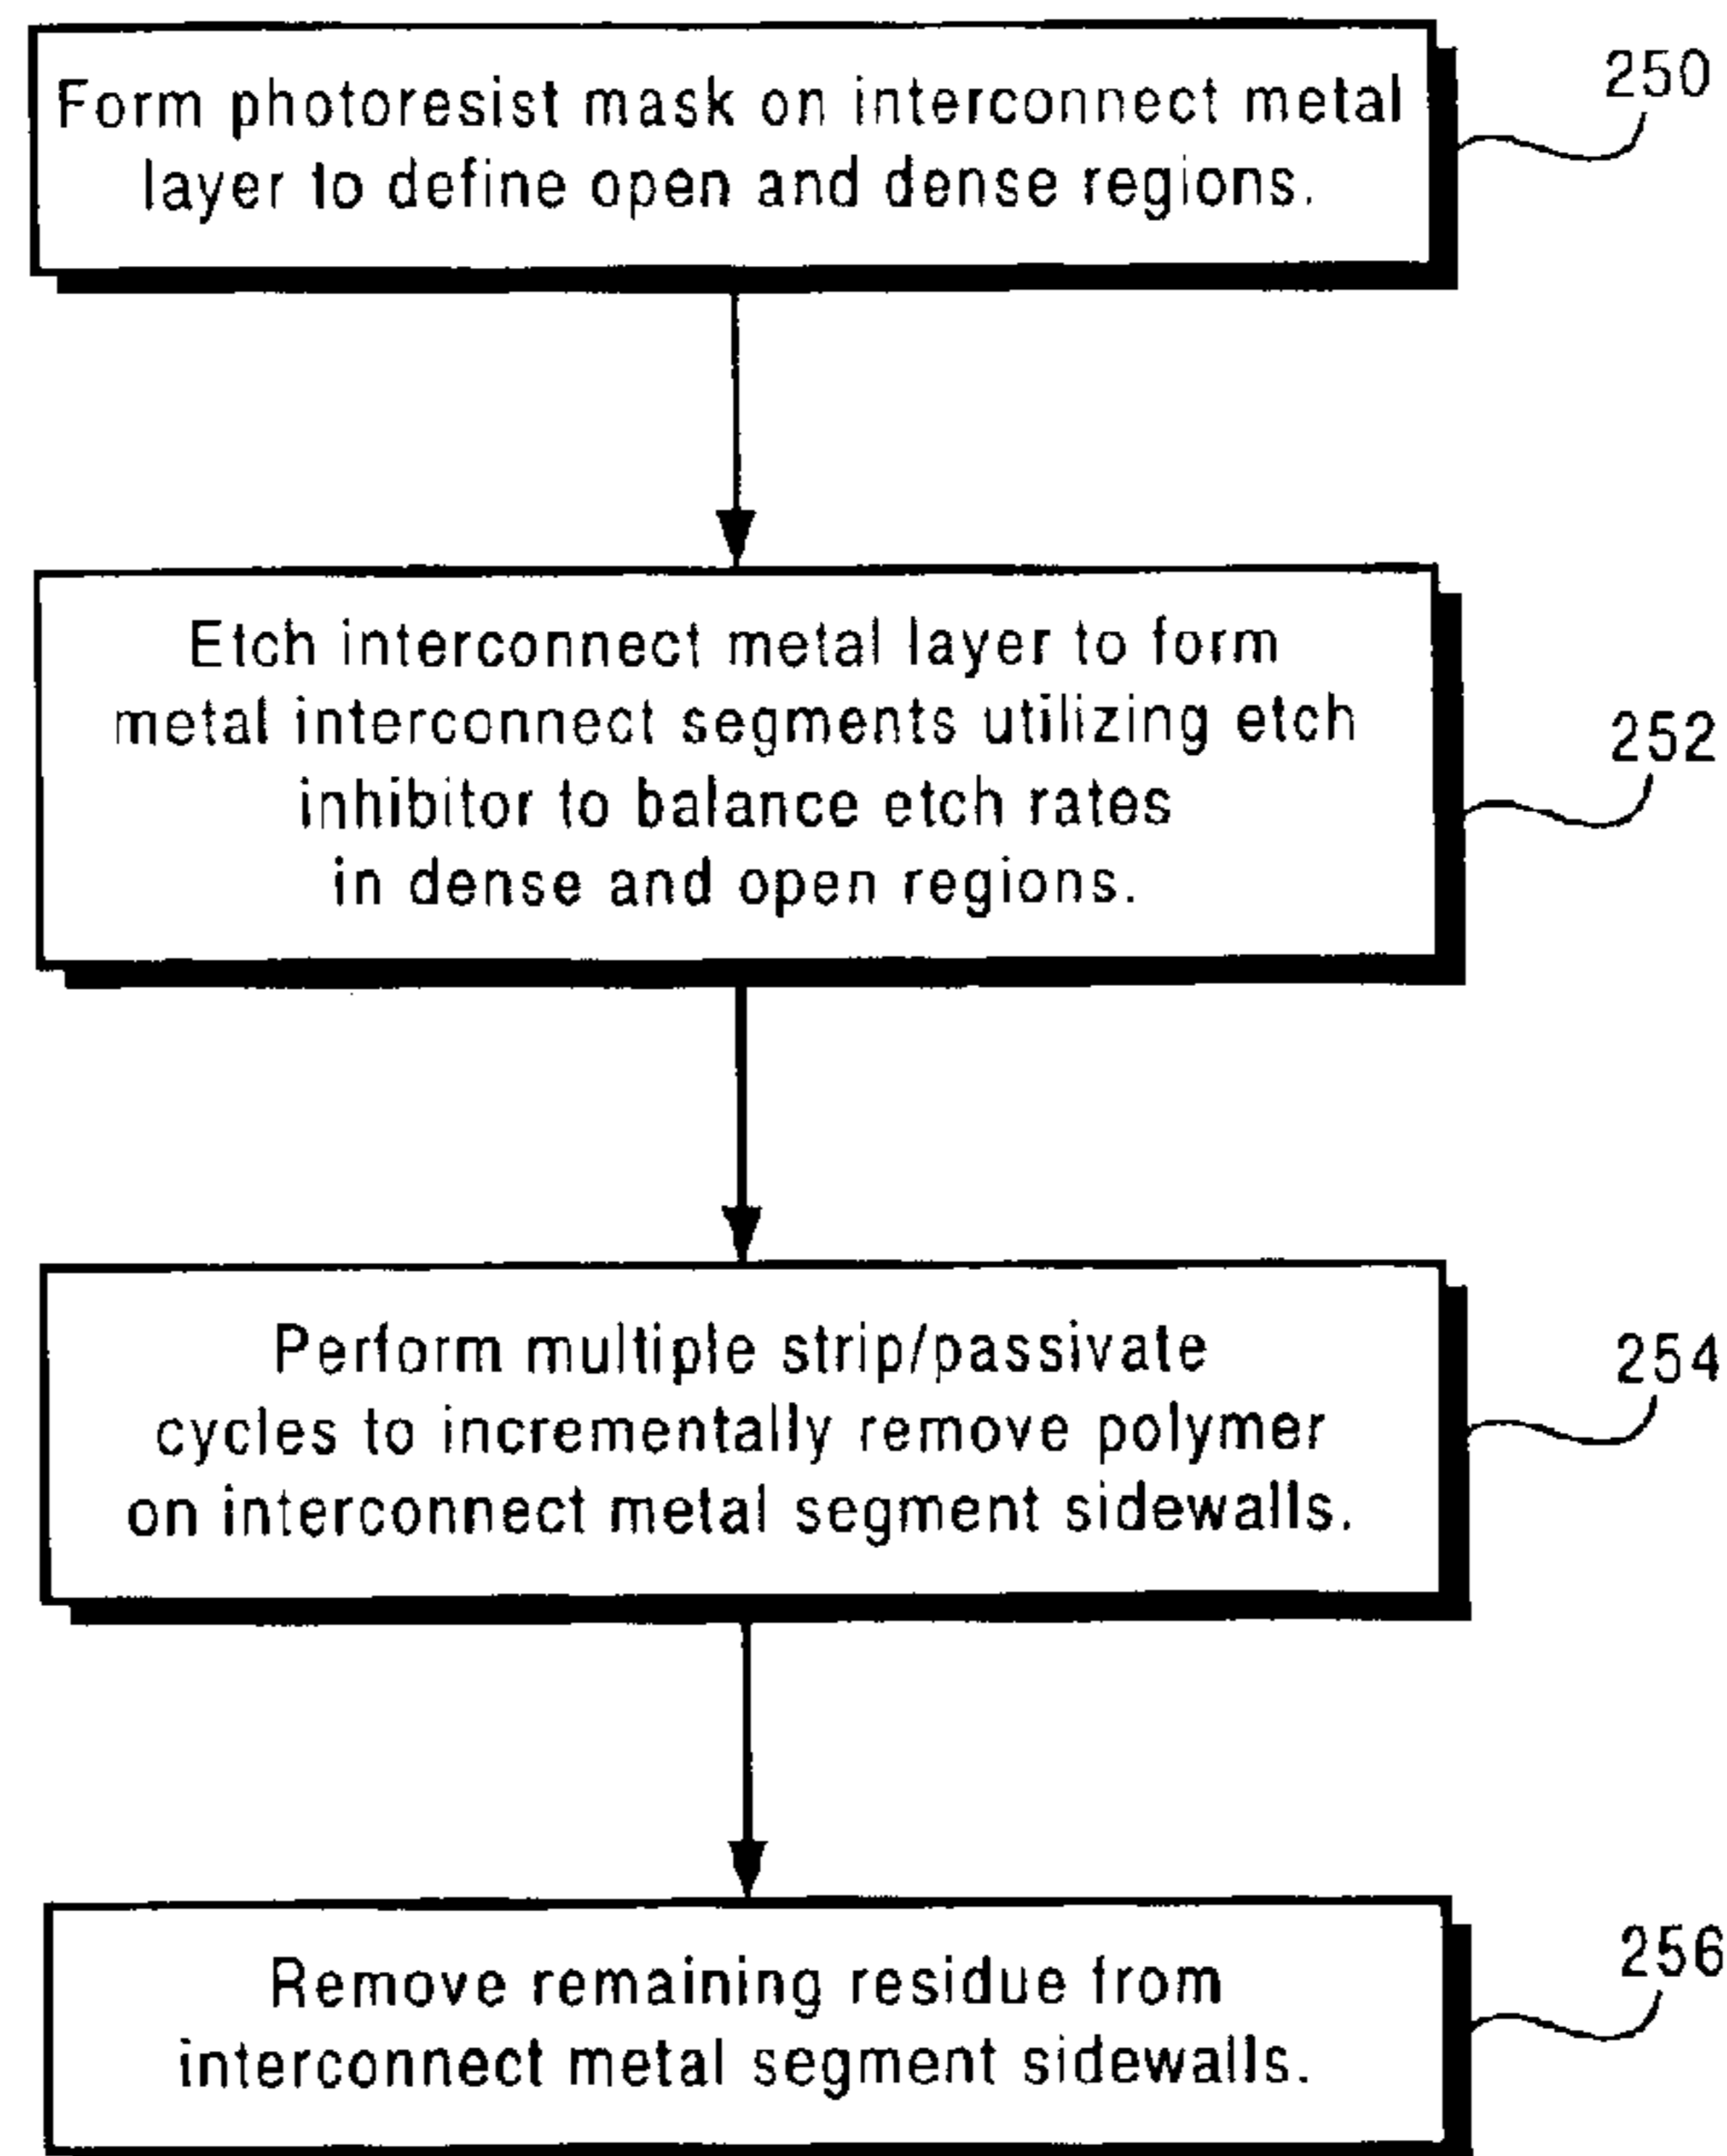 Form photoresist mask on interconnect metal
layer to define open and dense regions.
250
Etch interconnect metal layer to form
metal interconnect segments utilizing etch
inhibitor to balance etch rates
in dense and open regions.
252
Perform multiple strip/passivate
cycles to incrementally remove polymer
on interconnect metal segment sidewalls.
254
Remove remaining residue from
interconnect metal segment sidewalls.
256